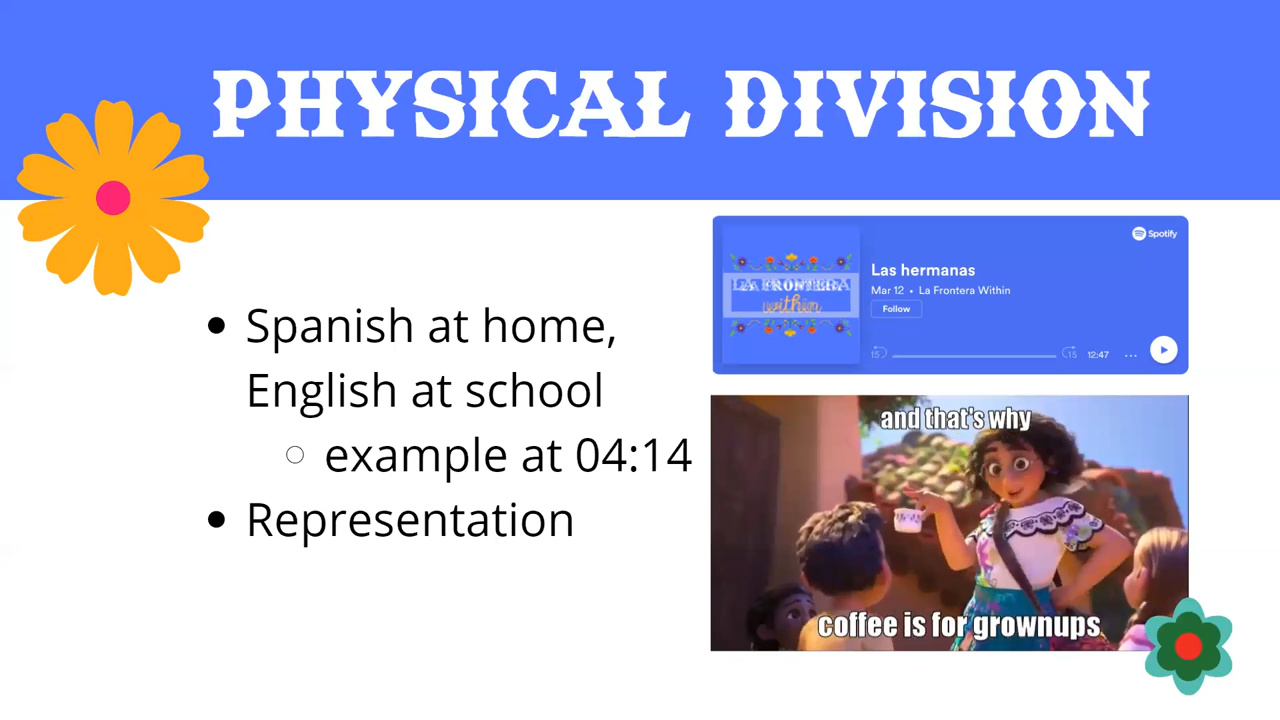 PHYSICAL DIVISION
Spanish at home,
English at school
example at 04:14
Representation
Spotify
LA FRONTERA
within
Las hermanas
Mar 12 • La Frontera Within
Follow
15
15
12:47
and that's why
coffee is for grownups